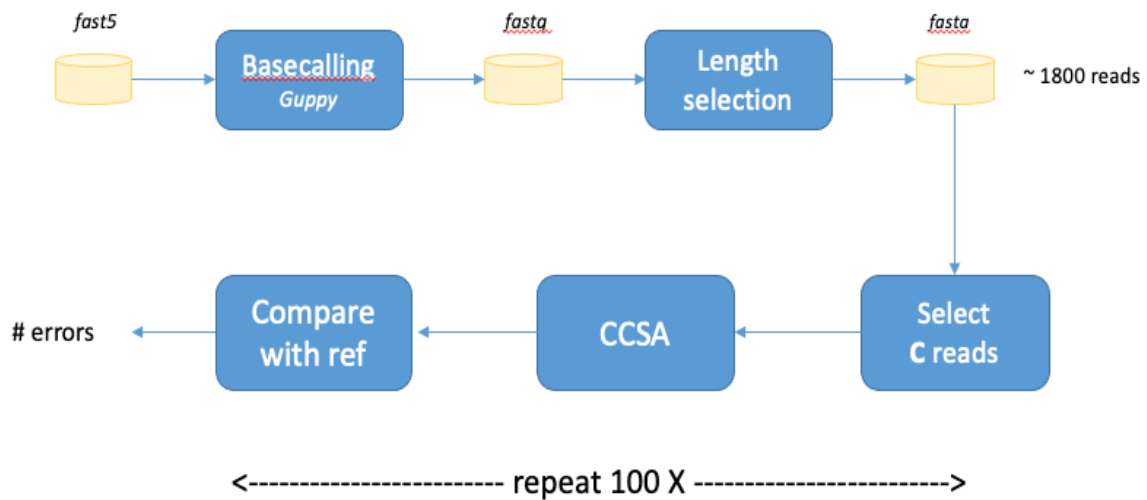 fast5
Basecalling
Guppy
fastq
Length
selection
fasta
~ 1800 reads
# errors
Compare
with ref
CCSA
Select
C reads
<------------------------ repeat 100 X ----------------------->